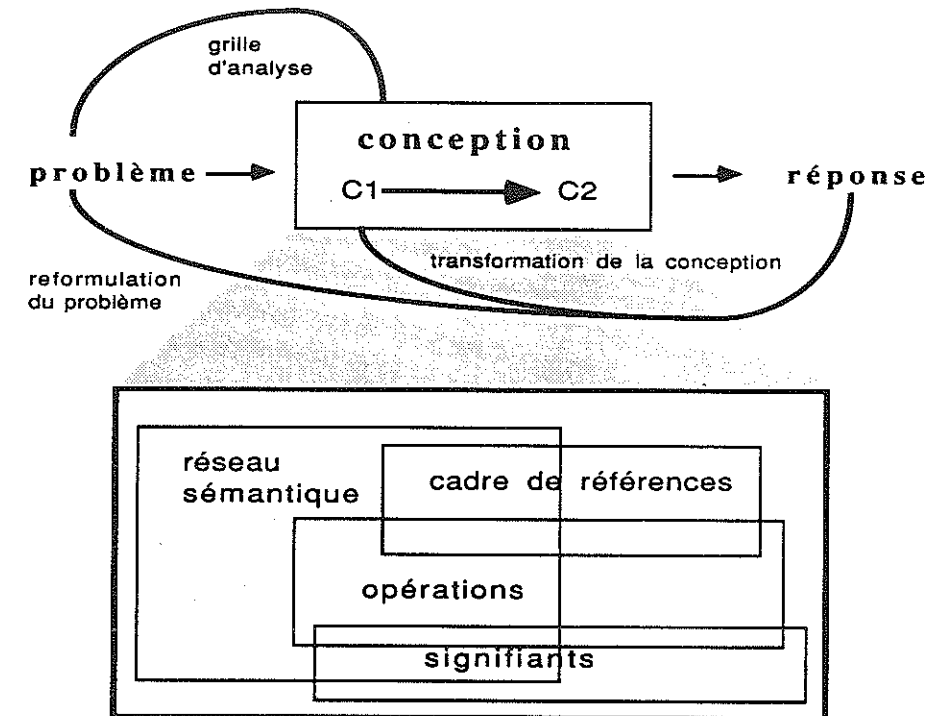 grille
d'analyse
conception
problème
C1
C2
réponse
transformation de la conception
reformulation
du problème
réseau
sémantique
cadre de références
opérations
signifiants